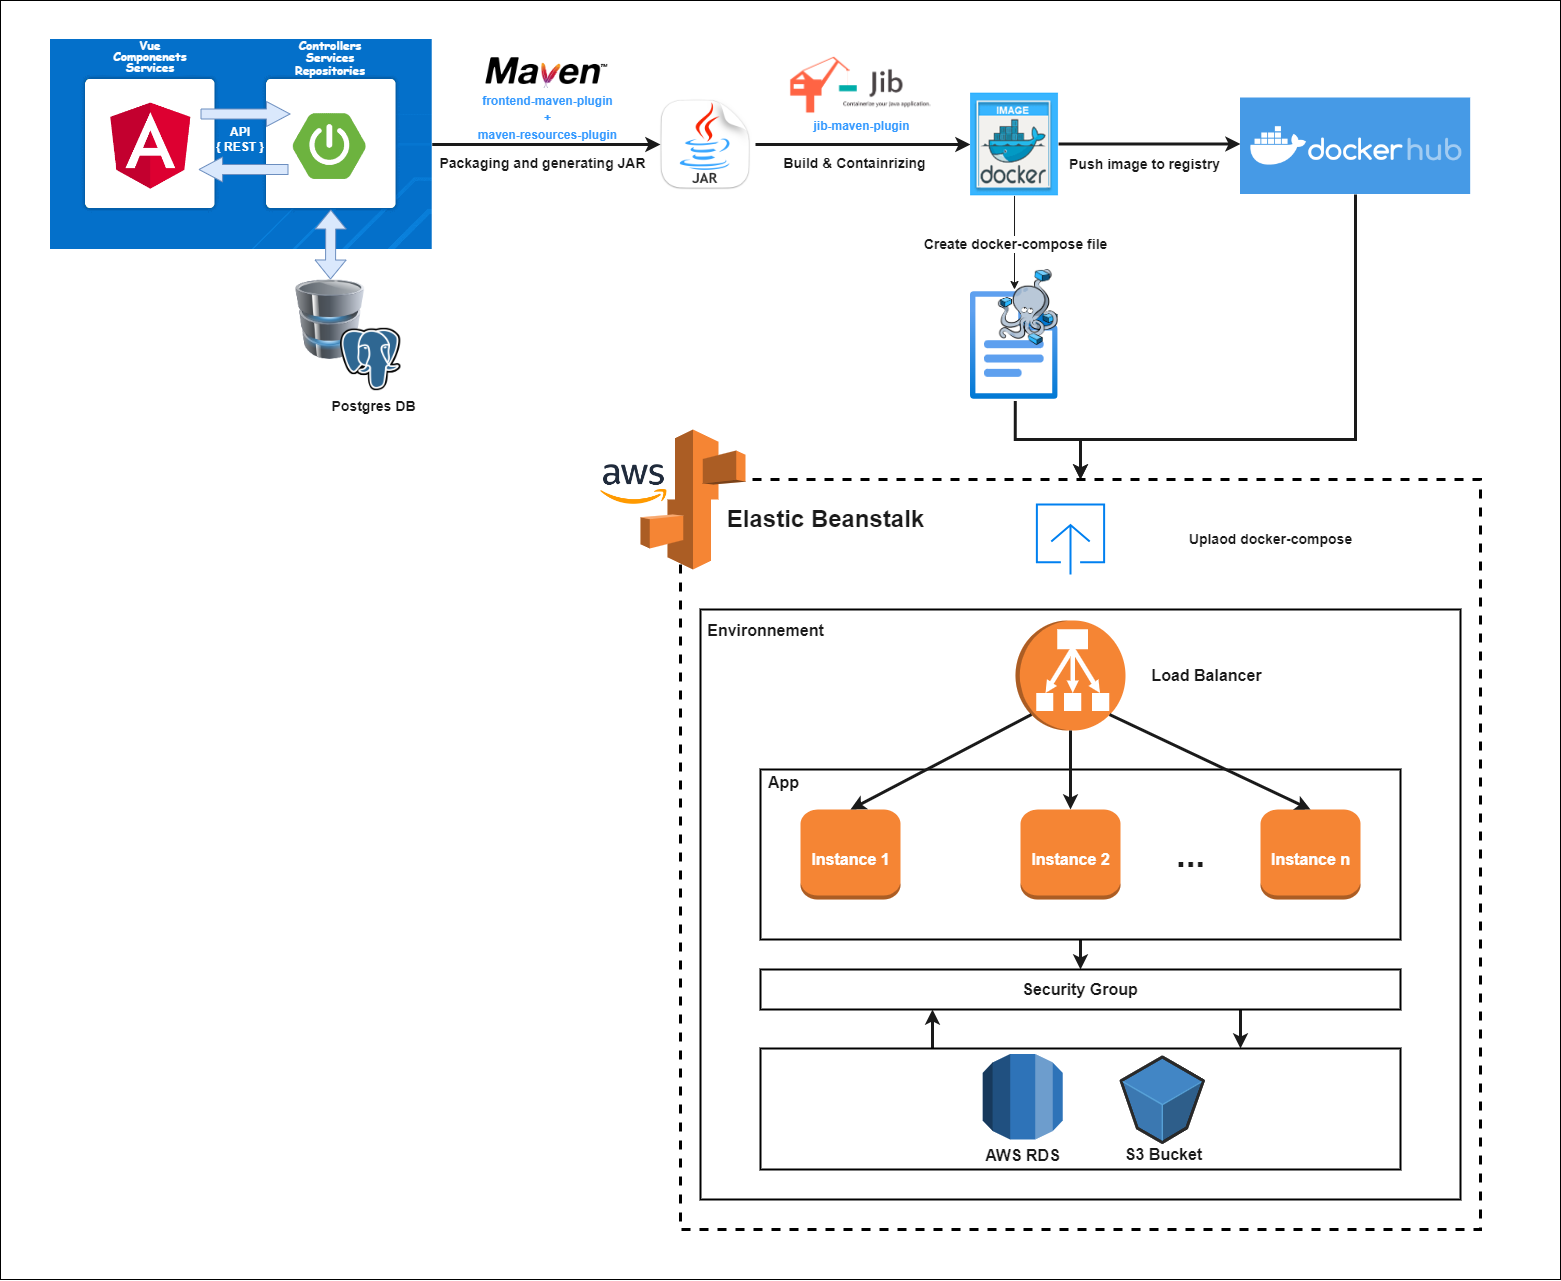 Vue
Componenets
Services
Controllers
Services
Repositories
API
{ REST }
Postgres DB
Maven™
frontend-maven-plugin
+
maven-resources-plugin
Packaging and generating JAR
JAR
Jib
Containerize your Java application.
jib-maven-plugin
Build & Containrizing
IMAGE
docker
Push image to registry
dockerhub
Create docker-compose file
aws
Elastic Beanstalk
Uplaod docker-compose
Environnement
Load Balancer
App
Instance 1
Instance 2
...
Instance n
Security Group
AWS RDS
S3 Bucket